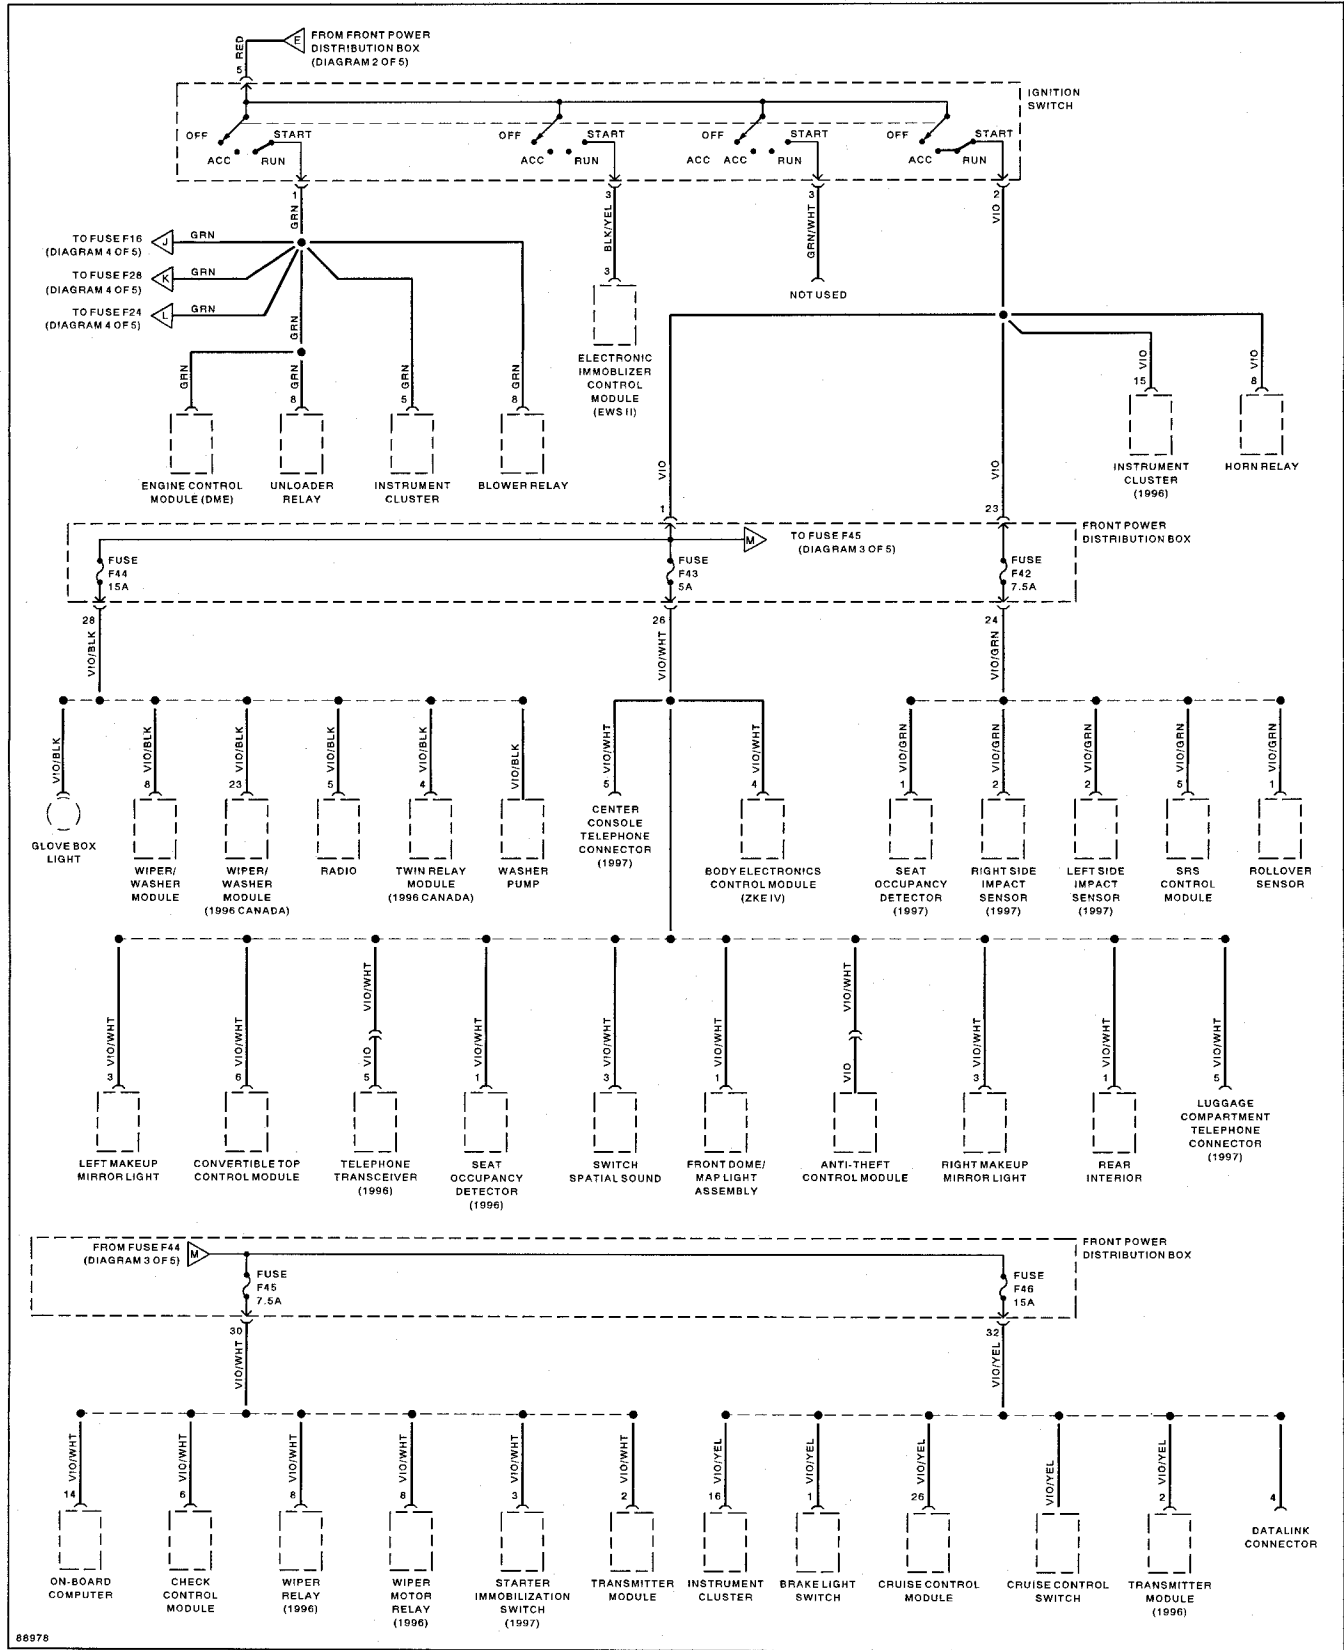 RED
E
FROM FRONT POWER
DISTRIBUTION BOX
(DIAGRAM 2 OF 5)
5
IGNITION
SWITCH
OFF
START
ACC
RUN
OFF
START
ACC
RUN
OFF
START
ACC
ACC
RUN
OFF
START
ACC
RUN
1
3
3
2
GRN
BLK/YEL
GRN/WHT
VIO
TO FUSE F16
(DIAGRAM 4 OF 5)
J
GRN
TO FUSE F28
(DIAGRAM 4 OF 5)
K
GRN
TO FUSE F24
(DIAGRAM 4 OF 5)
L
GRN
3
NOT USED
GRN
ELECTRONIC
IMMOBLIZER
CONTROL
MODULE
(EWS II)
GRN
GRN
8
GRN
5
GRN
8
VIO
15
VIO
8
ENGINE CONTROL
MODULE (DME)
UNLOADER
RELAY
INSTRUMENT
CLUSTER
BLOWER RELAY
INSTRUMENT
CLUSTER
(1996)
HORN RELAY
VIO
VIO
1
23
FRONT POWER
DISTRIBUTION BOX
M
TO FUSE F45
(DIAGRAM 3 OF 5)
FUSE
F44
15A
FUSE
F43
5A
FUSE
F42
7.5A
28
26
24
VIO/BLK
VIO/WHT
VIO/GRN
VIO/BLK
VIO/BLK
8
VIO/BLK
23
VIO/BLK
5
VIO/BLK
4
VIO/BLK
VIO/WHT
5
VIO/WHT
4
VIO/GRN
1
VIO/GRN
2
VIO/GRN
2
VIO/GRN
5
VIO/GRN
1
GLOVE BOX
LIGHT
WIPER/
WASHER
MODULE
WIPER/
WASHER
MODULE
(1996 CANADA)
RADIO
TWIN RELAY
MODULE
(1996 CANADA)
WASHER
PUMP
CENTER
CONSOLE
TELEPHONE
CONNECTOR
(1997)
BODY ELECTRONICS
CONTROL MODULE
(ZKE IV)
SEAT
OCCUPANCY
DETECTOR
(1997)
RIGHT SIDE
IMPACT
SENSOR
(1997)
LEFT SIDE
IMPACT
SENSOR
(1997)
SRS
CONTROL
MODULE
ROLLOVER
SENSOR
VIO/WHT
3
VIO/WHT
6
VIO/WHT
VIO
5
VIO/WHT
1
VIO/WHT
3
VIO/WHT
1
VIO/WHT
VIO
VIO/WHT
3
VIO/WHT
1
VIO/WHT
5
LEFT MAKEUP
MIRROR LIGHT
CONVERTIBLE TOP
CONTROL MODULE
TELEPHONE
TRANSCEIVER
(1996)
SEAT
OCCUPANCY
DETECTOR
(1996)
SWITCH
SPATIAL SOUND
FRONT DOME/
MAP LIGHT
ASSEMBLY
ANTI-THEFT
CONTROL MODULE
RIGHT MAKEUP
MIRROR LIGHT
REAR
INTERIOR
LUGGAGE
COMPARTMENT
TELEPHONE
CONNECTOR
(1997)
FROM FUSE F44
(DIAGRAM 3 OF 5)
M
FRONT POWER
DISTRIBUTION BOX
FUSE
F45
7.5A
FUSE
F46
15A
30
32
VIO/WHT
VIO/YEL
VIO/WHT
14
VIO/WHT
6
VIO/WHT
8
VIO/WHT
8
VIO/WHT
3
VIO/WHT
2
VIO/YEL
16
VIO/YEL
1
VIO/YEL
26
VIO/YEL
VIO/YEL
2
4
ON-BOARD
COMPUTER
CHECK
CONTROL
MODULE
WIPER
RELAY
(1996)
WIPER
MOTOR
RELAY
(1996)
STARTER
IMMOBILIZATION
SWITCH
(1997)
TRANSMITTER
MODULE
INSTRUMENT
CLUSTER
BRAKE LIGHT
SWITCH
CRUISE CONTROL
MODULE
CRUISE CONTROL
SWITCH
TRANSMITTER
MODULE
(1996)
DATALINK
CONNECTOR
88978